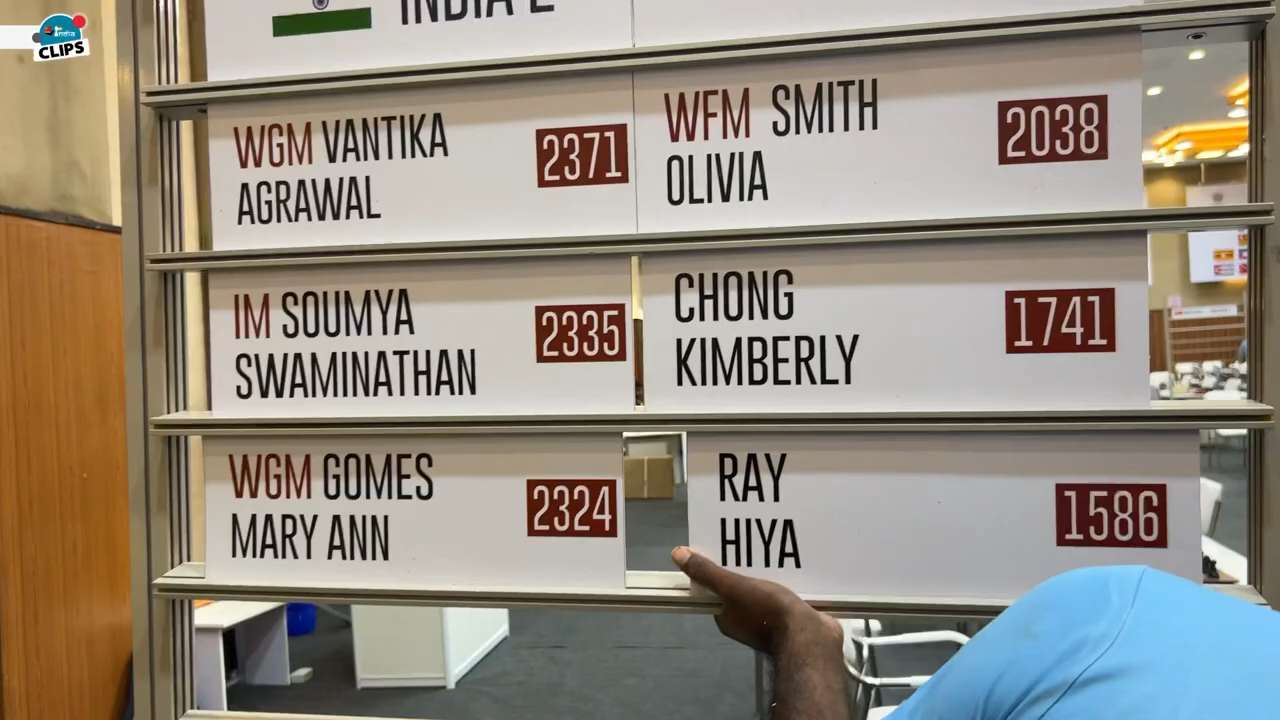 India
CLIPS
INDIA 2
WGM VANTIKA
AGRAWAL
2371
WFM SMITH
OLIVIA
2038
IM SOUMYA
SWAMINATHAN
2335
CHONG
KIMBERLY
1741
WGM GOMES
MARY ANN
2324
RAY
HIYA
1586